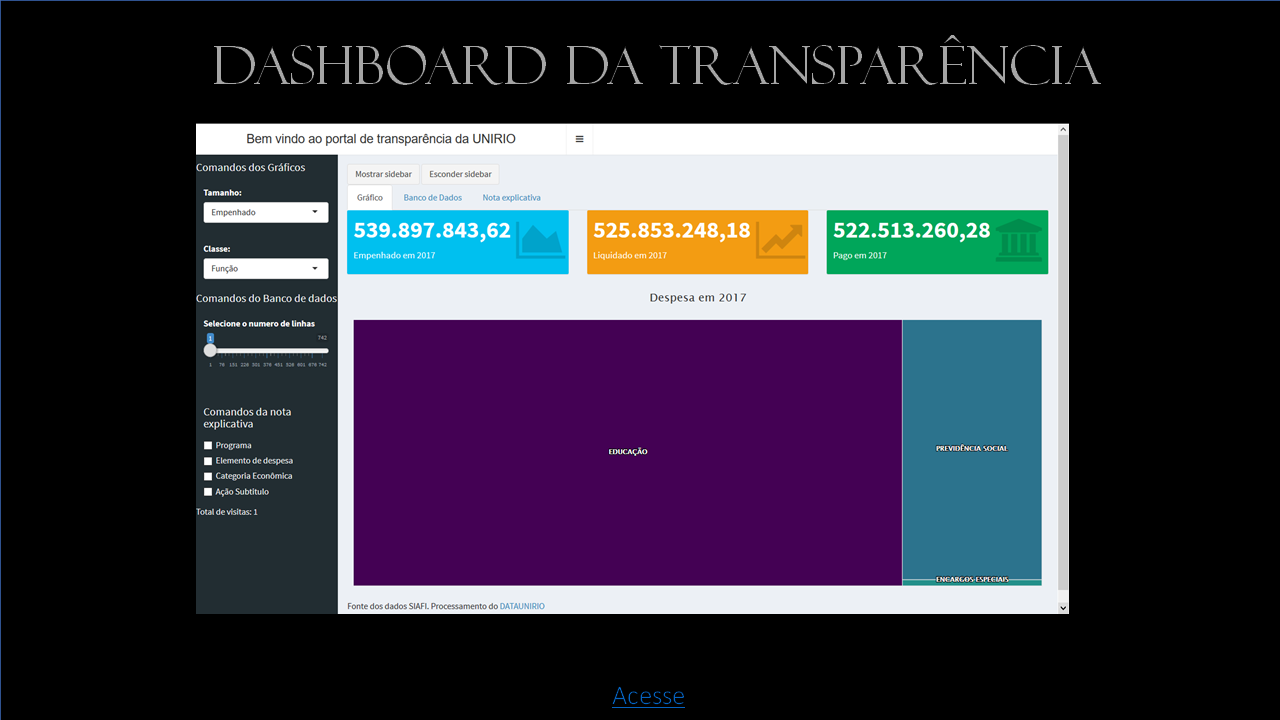 DASHBOARD DA TRANSPARÊNCIA
Bem vindo ao portal de transparência da UNIRIO
Comandos dos Gráficos
Tamanho:
Empenhado
Classe:
Função
Comandos do Banco de dados
Selecione o numero de linhas
1
742
1 76 151 226 301 376 451 526 601 676 742
Comandos da nota
explicativa
Programa
Elemento de despesa
Categoria Econômica
Ação Subtítulo
Total de visitas: 1
Mostrar sidebar
Esconder sidebar
Gráfico
Banco de Dados
Nota explicativa
539.897.843,62
Empenhado em 2017
525.853.248,18
Liquidado em 2017
522.513.260,28
Pago em 2017
Despesa em 2017
EDUCAÇÃO
PREVIDÊNCIA SOCIAL
ENCARGOS ESPECIAIS
Fonte dos dados SIAFI. Processamento do DATAUNIRIO
Acesse